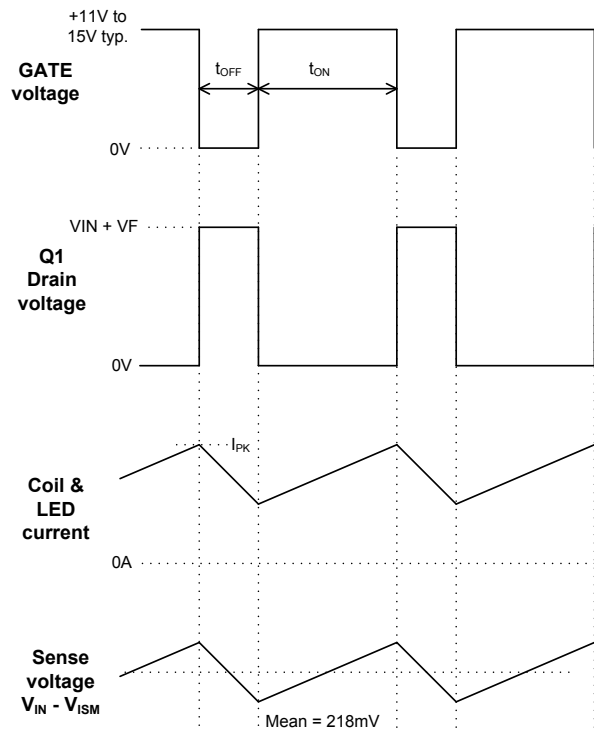 +11V to
15V typ.
GATE
voltage
tOFF
tON
0V
VIN + VF
Q1
Drain
voltage
0V
IPK
Coil &
LED
current
0A
Sense
voltage
VIN - VISM
Mean = 218mV